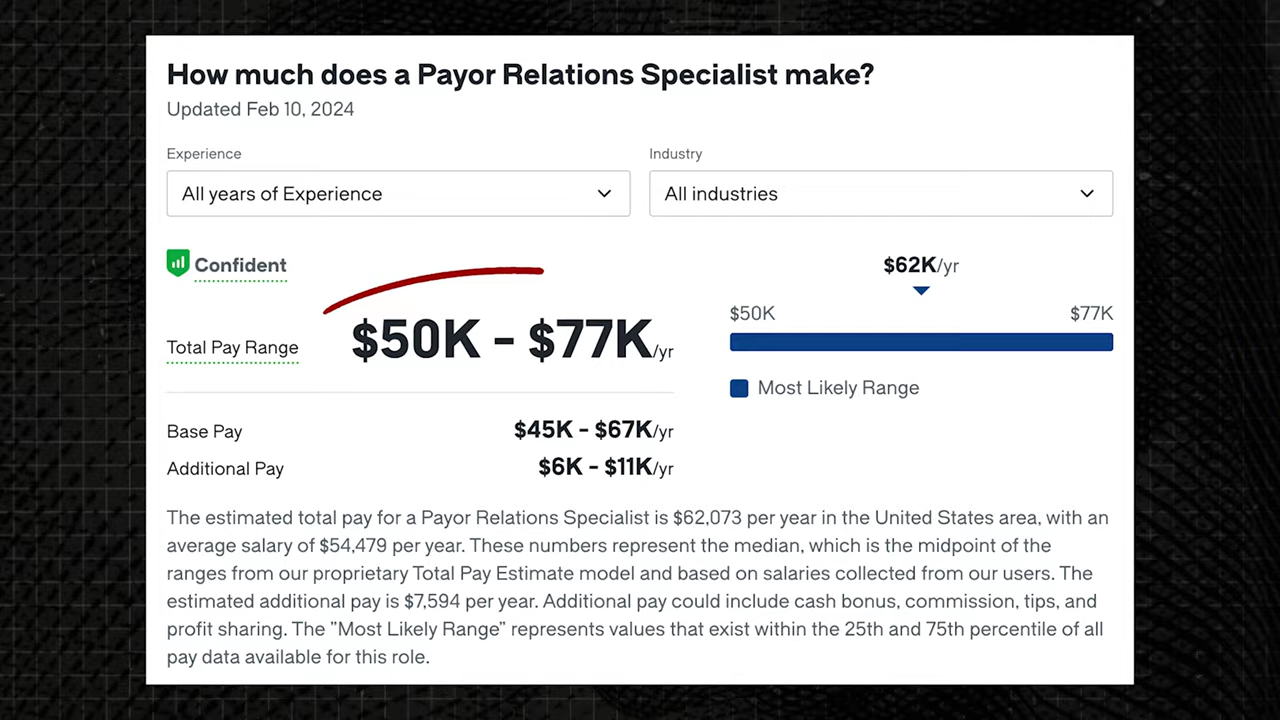 How much does a Payor Relations Specialist make?
Updated Feb 10, 2024
Experience
Industry
All years of Experience
All industries
Confident
$62K/yr
$50K
$77K
Total Pay Range
$50K - $77K/yr
Most Likely Range
Base Pay
$45K - $67K/yr
Additional Pay
$6K - $11K/yr
The estimated total pay for a Payor Relations Specialist is $62,073 per year in the United States area, with an
average salary of $54,479 per year. These numbers represent the median, which is the midpoint of the
ranges from our proprietary Total Pay Estimate model and based on salaries collected from our users. The
estimated additional pay is $7,594 per year. Additional pay could include cash bonus, commission, tips, and
profit sharing. The "Most Likely Range" represents values that exist within the 25th and 75th percentile of all
pay data available for this role.